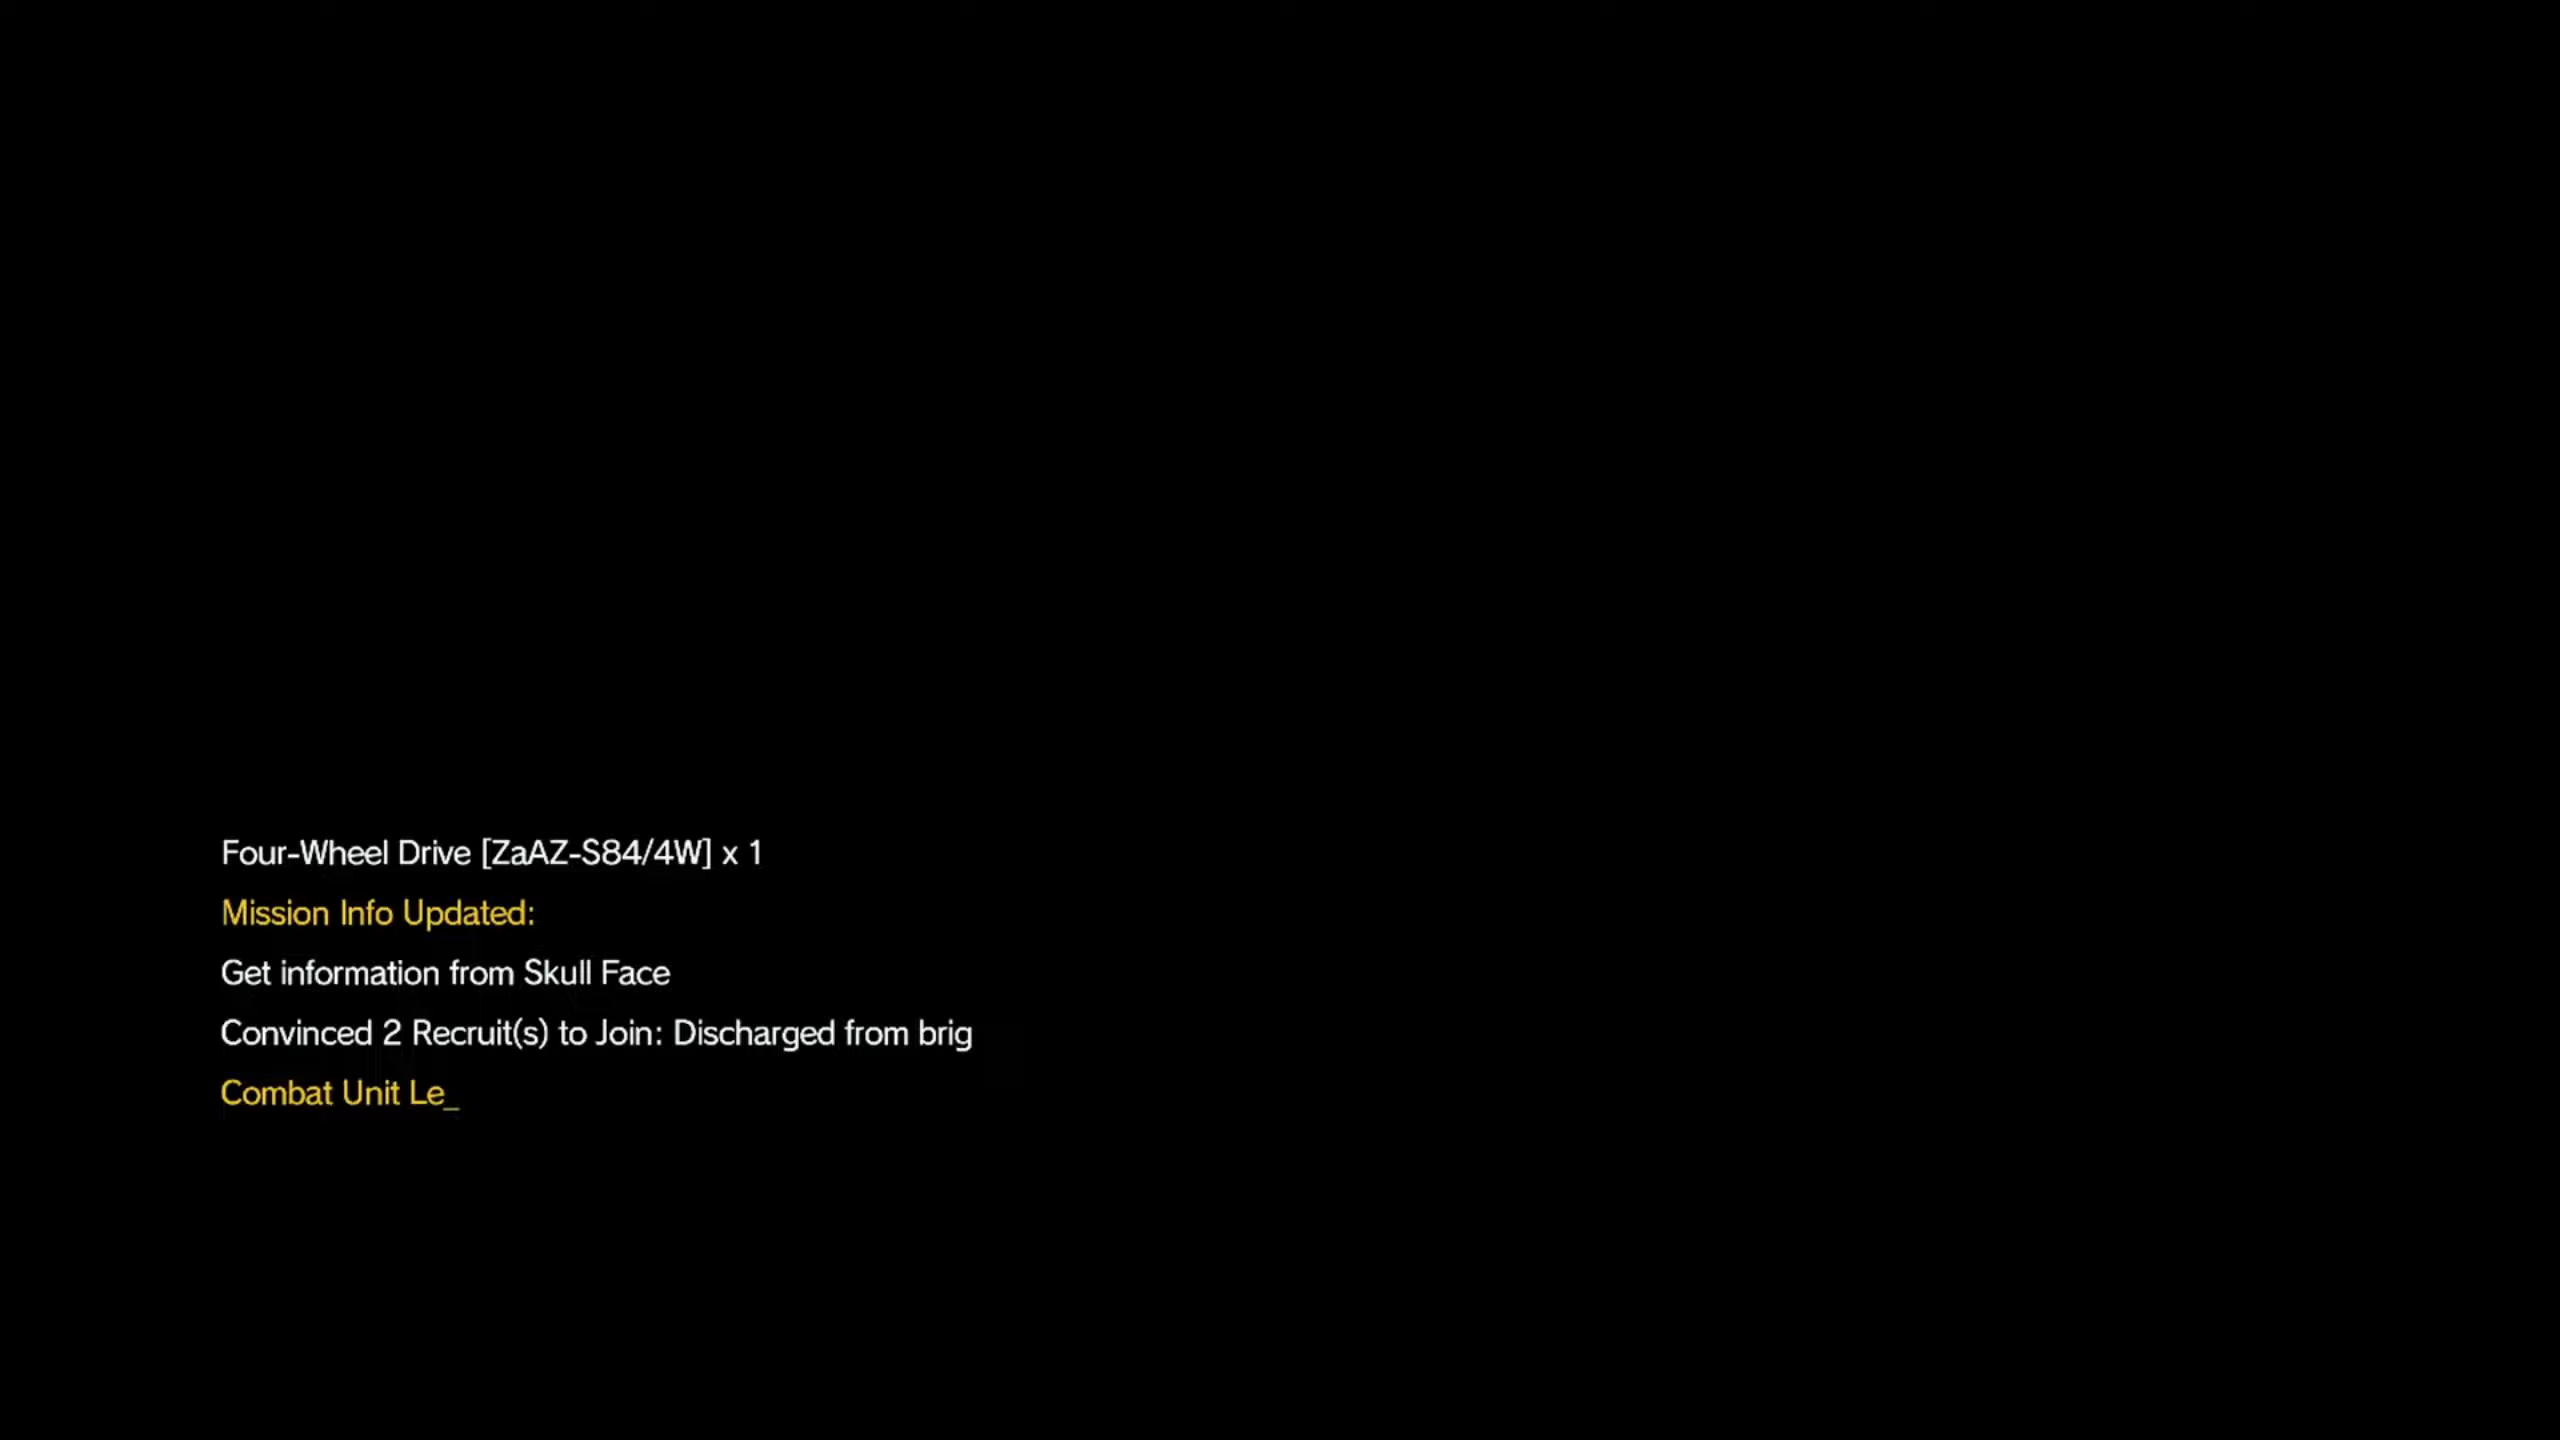 Four-Wheel Drive [ZaAZ-S84/4W] x 1
Mission Info Updated:
Get information from Skull Face
Convinced 2 Recruit(s) to Join: Discharged from brig
Combat Unit Le_